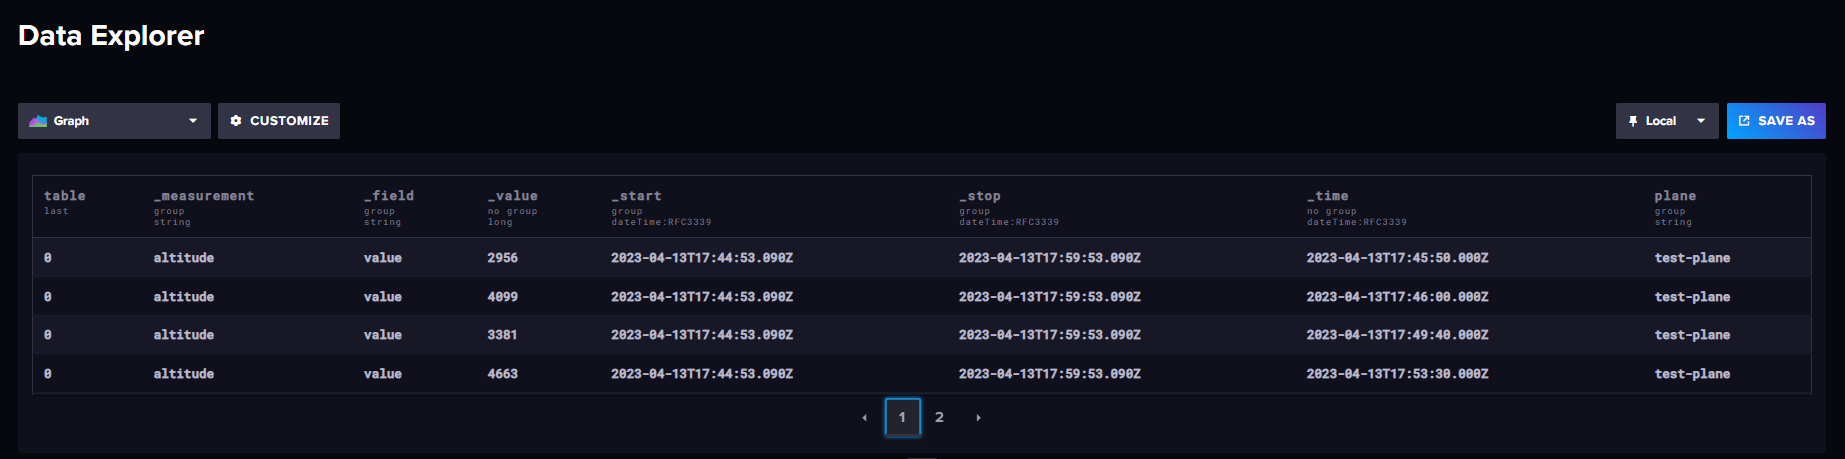 Data Explorer
Graph CUSTOMIZE Local SAVE AS
table _measurement _field _value _start _stop _time plane
last group group no group group group no group group
string string long dateTime:RFC3339 dateTime:RFC3339 dateTime:RFC3339 string
0 altitude value 2956 2023-04-13T17:44:53.090Z 2023-04-13T17:59:53.090Z 2023-04-13T17:45:50.000Z test-plane
0 altitude value 4099 2023-04-13T17:44:53.090Z 2023-04-13T17:59:53.090Z 2023-04-13T17:46:00.000Z test-plane
0 altitude value 3381 2023-04-13T17:44:53.090Z 2023-04-13T17:59:53.090Z 2023-04-13T17:49:40.000Z test-plane
0 altitude value 4663 2023-04-13T17:44:53.090Z 2023-04-13T17:59:53.090Z 2023-04-13T17:53:30.000Z test-plane
1 2